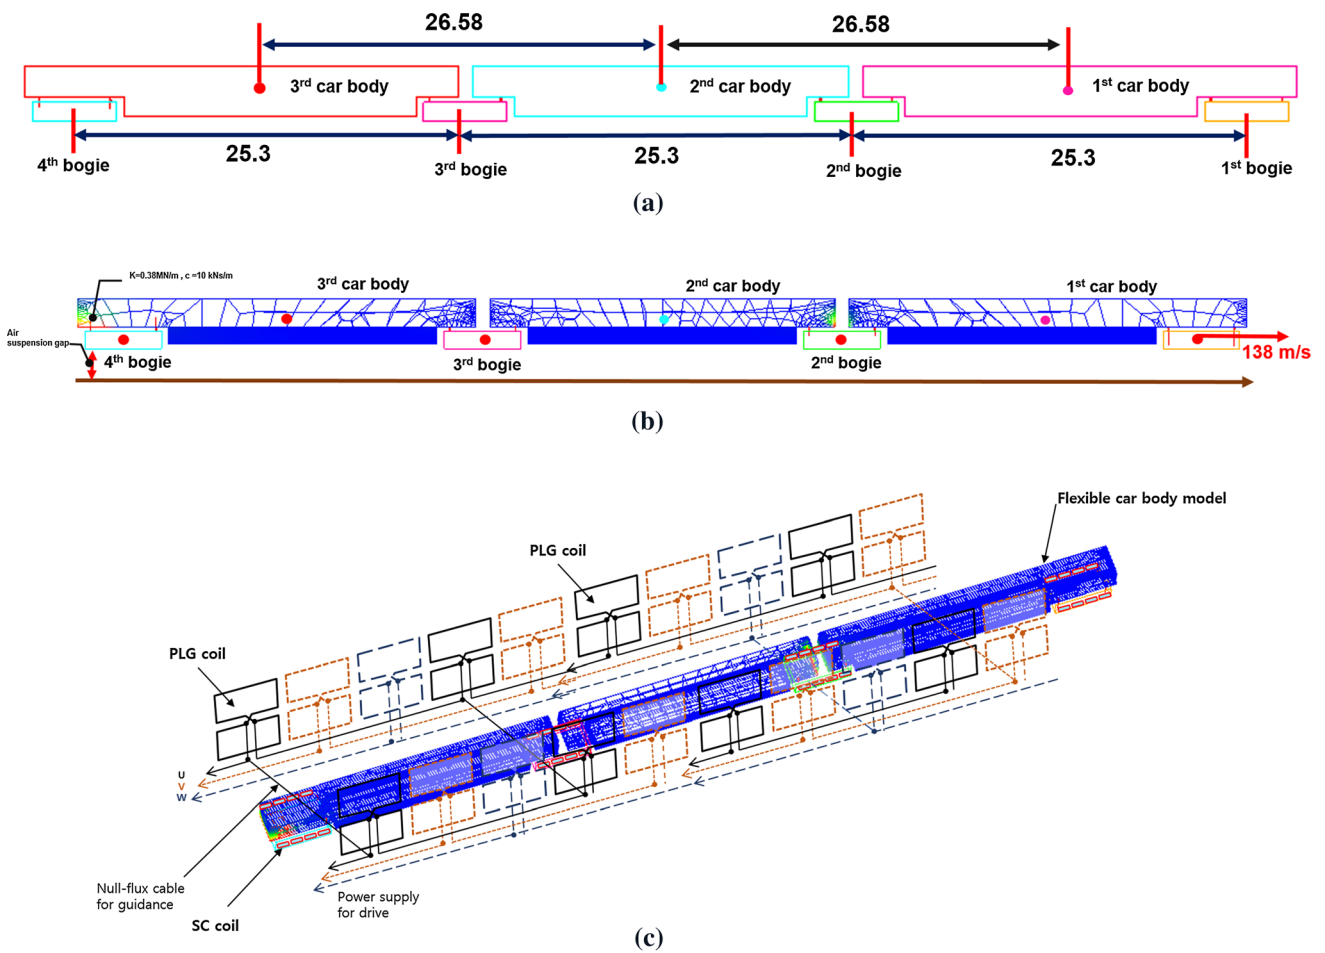 26.58
26.58
3rd car body
2nd car body
1st car body
25.3
25.3
25.3
4th bogie
3rd bogie
2nd bogie
1st bogie
(a)
K=0.38MN/m , c =10 kNs/m
3rd car body
2nd car body
1st car body
Air
suspension gap
4th bogie
3rd bogie
2nd bogie
138 m/s
(b)
Flexible car body model
PLG coil
PLG coil
U
V
W
Null-flux cable
for guidance
SC coil
Power supply
for drive
(c)